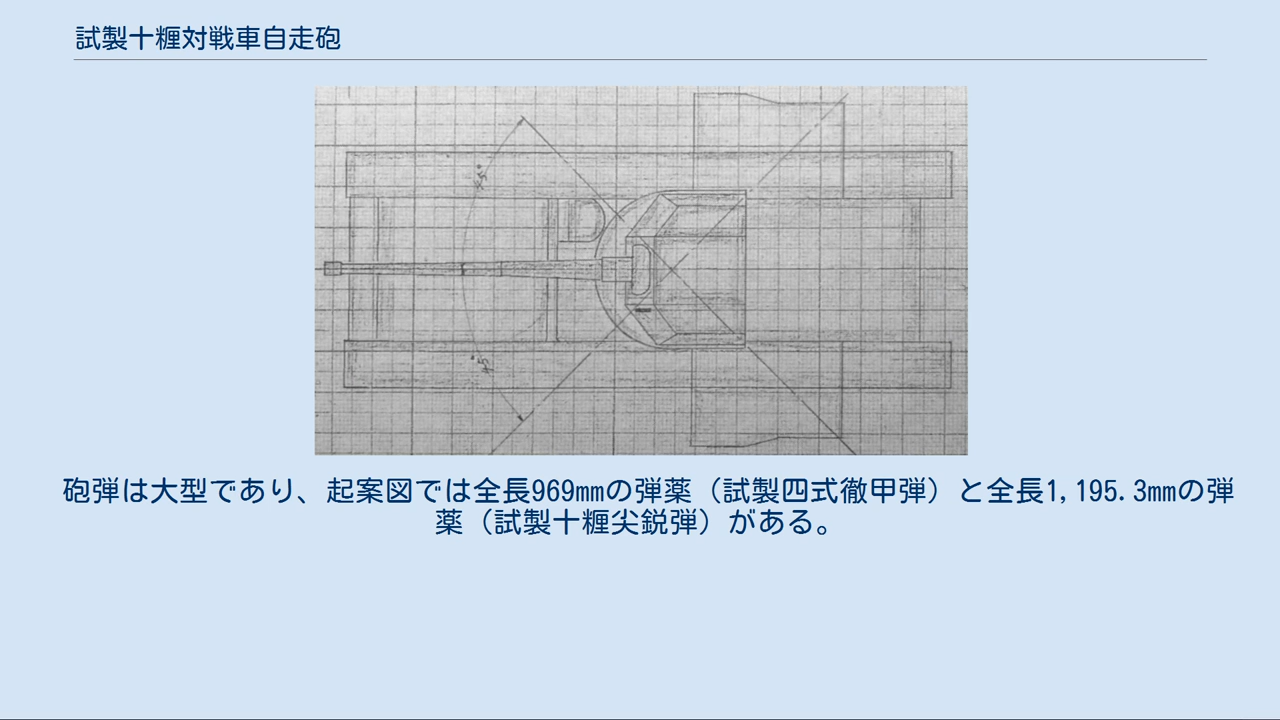 試製十糎対戦車自走砲
砲弾は大型であり、起案図では全長969mmの弾薬（試製四式徹甲弾）と全長1,195.3mmの弾
薬（試製十糎尖鋭弾）がある。